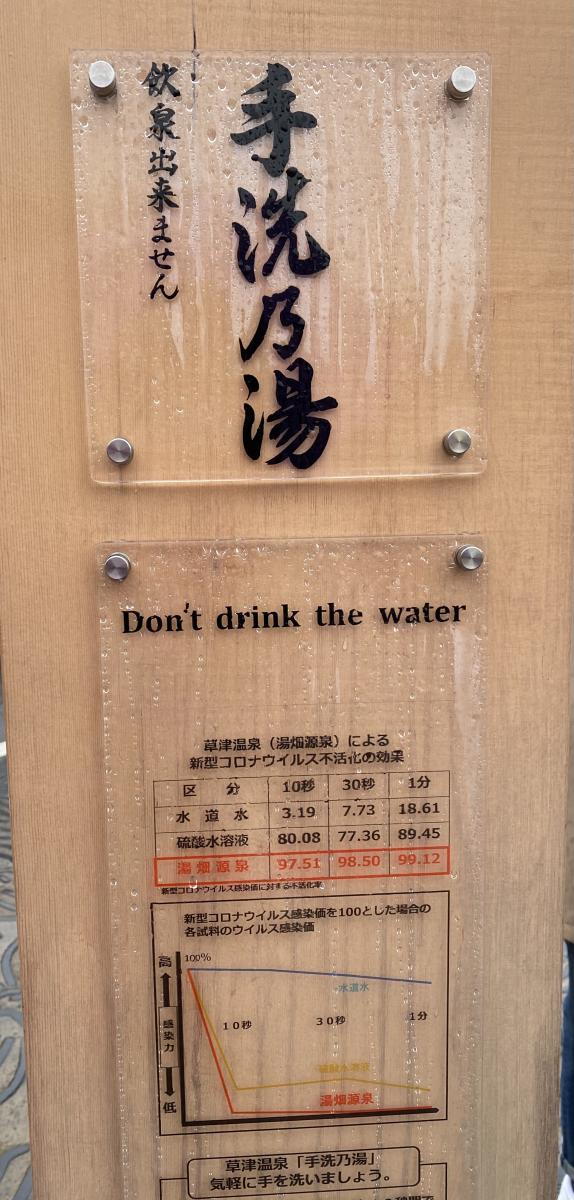 手洗乃湯
飲泉出来ません
Don't drink the water
草津温泉（湯畑源泉）による
新型コロナウイルス不活化の効果
区 分 10秒 30秒 1分
水 道 水 3.19 7.73 18.61
硫酸水溶液 80.08 77.36 89.45
湯 畑 源 泉 97.51 98.50 99.12
新型コロナウイルス感染価に対する不活化率
新型コロナウイルス感染価を100とした場合の
各試料のウイルス感染価
100%
高
感染力
低
水道水
10秒 30秒 1分
硫酸水溶液
湯畑源泉
草津温泉「手洗乃湯」
気軽に手を洗いましょう。